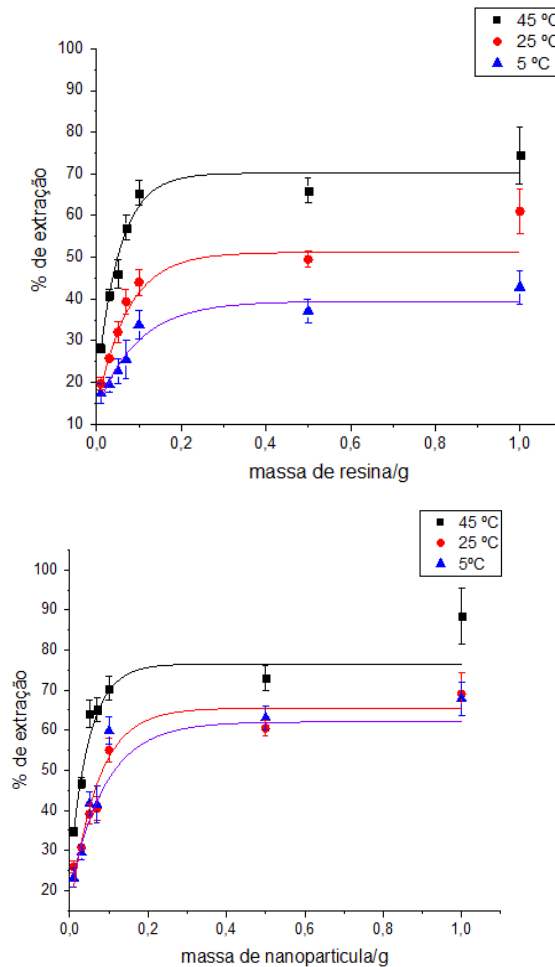 45 ºC
25 ºC
5 ºC
100
90
80
70
60
50
40
30
20
10
% de extração
0,0 0,2 0,4 0,6 0,8 1,0
massa de resina/g
45 ºC
25 ºC
5ºC
100
90
80
70
60
50
40
30
20
% de extração
0,0 0,2 0,4 0,6 0,8 1,0
massa de nanoparticula/g